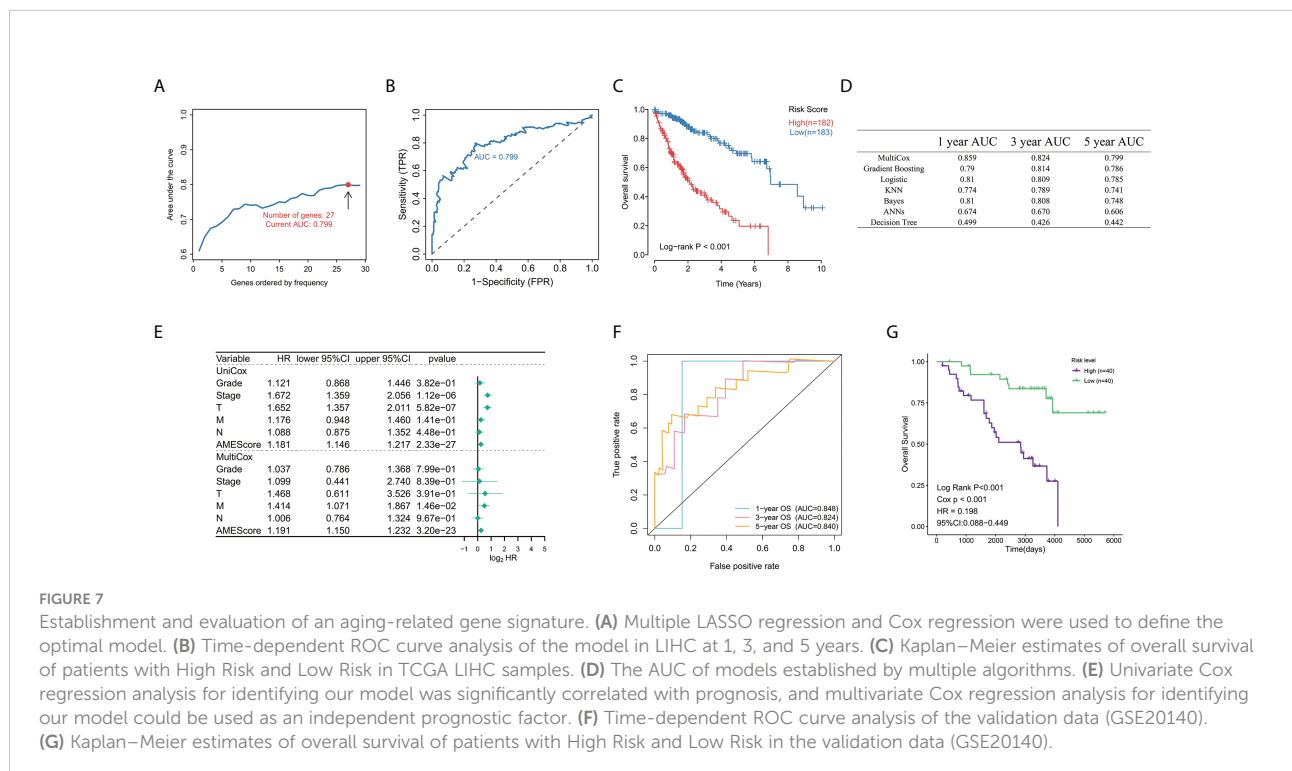 A
Area under the curve
1.0
0.9
0.8
0.7
0.6
Number of genes: 27
Current AUC: 0.799
0 5 10 15 20 25 30
Genes ordered by frequency
B
Sensitivity (TPR)
1.0
0.8
0.6
0.4
0.2
0.0
AUC = 0.799
0.0 0.2 0.4 0.6 0.8 1.0
1−Specificity (FPR)
C
Overall survival
1.0
0.8
0.6
0.4
0.2
0.0
Risk Score
High(n=182)
Low(n=183)
Log−rank P < 0.001
0 2 4 6 8 10
Time (Years)
D
1 year AUC 3 year AUC 5 year AUC
MultiCox 0.859 0.824 0.799
Gradient Boosting 0.79 0.814 0.786
Logistic 0.81 0.809 0.785
KNN 0.774 0.789 0.741
Bayes 0.81 0.808 0.748
ANNs 0.674 0.670 0.606
Decision Tree 0.499 0.426 0.442
E
Variable HR lower 95%CI upper 95%CI pvalue
UniCox
Grade 1.121 0.868 1.446 3.82e−01
Stage 1.672 1.359 2.056 1.12e−06
T 1.652 1.357 2.011 5.82e−07
M 1.176 0.948 1.460 1.41e−01
N 1.088 0.875 1.352 4.48e−01
AMEScore 1.181 1.146 1.217 2.33e−27
MultiCox
Grade 1.037 0.786 1.368 7.99e−01
Stage 1.099 0.441 2.740 8.39e−01
T 1.468 0.611 3.526 3.91e−01
M 1.414 1.071 1.867 1.46e−02
N 1.006 0.764 1.324 9.67e−01
AMEScore 1.191 1.150 1.232 3.20e−23
−1 0 1 2 3 4 5
log₂ HR
F
True positive rate
1.0
0.8
0.6
0.4
0.2
0.0
1−year OS (AUC=0.848)
3−year OS (AUC=0.824)
5−year OS (AUC=0.840)
0.0 0.2 0.4 0.6 0.8 1.0
False positive rate
G
Overall Survival
1.00
0.75
0.50
0.25
0.00
Risk level
High (n=40)
Low (n=40)
Log Rank P<0.001
Cox p < 0.001
HR = 0.198
95%CI:0.088−0.449
0 1000 2000 3000 4000 5000 6000
Time(days)
FIGURE 7
Establishment and evaluation of an aging-related gene signature. (A) Multiple LASSO regression and Cox regression were used to define the
optimal model. (B) Time-dependent ROC curve analysis of the model in LIHC at 1, 3, and 5 years. (C) Kaplan–Meier estimates of overall survival
of patients with High Risk and Low Risk in TCGA LIHC samples. (D) The AUC of models established by multiple algorithms. (E) Univariate Cox
regression analysis for identifying our model was significantly correlated with prognosis, and multivariate Cox regression analysis for identifying
our model could be used as an independent prognostic factor. (F) Time-dependent ROC curve analysis of the validation data (GSE20140).
(G) Kaplan–Meier estimates of overall survival of patients with High Risk and Low Risk in the validation data (GSE20140).